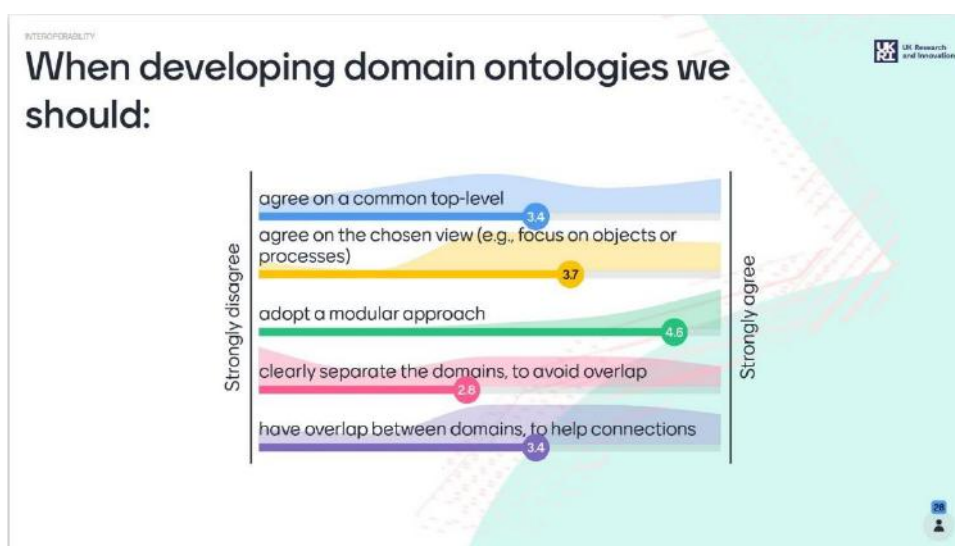 INTEROPERABILITY
When developing domain ontologies we
should:
UK
RI
UK Research
and Innovation
Strongly disagree
agree on a common top-level
3.4
agree on the chosen view (e.g., focus on objects or
processes)
3.7
adopt a modular approach
4.6
clearly separate the domains, to avoid overlap
2.8
have overlap between domains, to help connections
3.4
Strongly agree
28